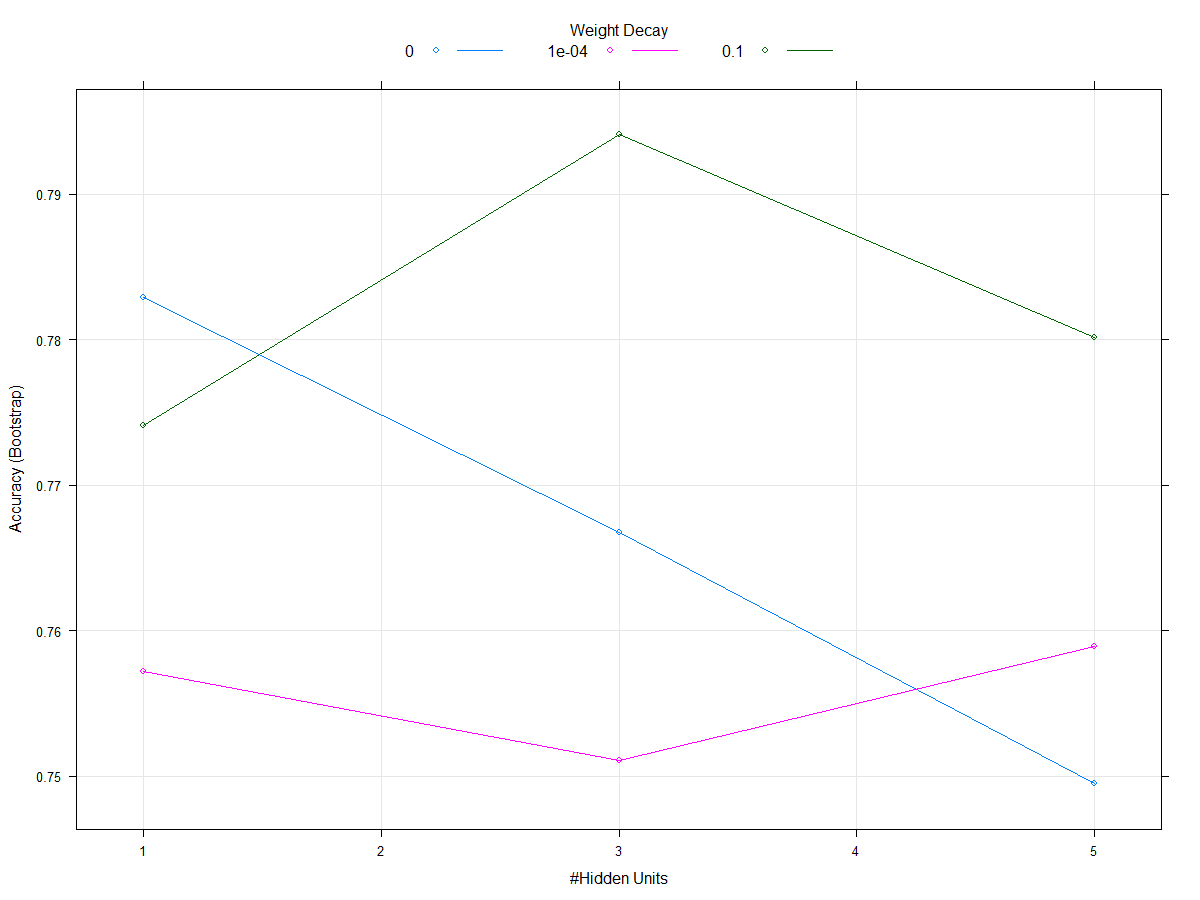 Weight Decay
0 1e-04 0.1
0.79
0.78
0.77
0.76
0.75
Accuracy (Bootstrap)
1 2 3 4 5
#Hidden Units